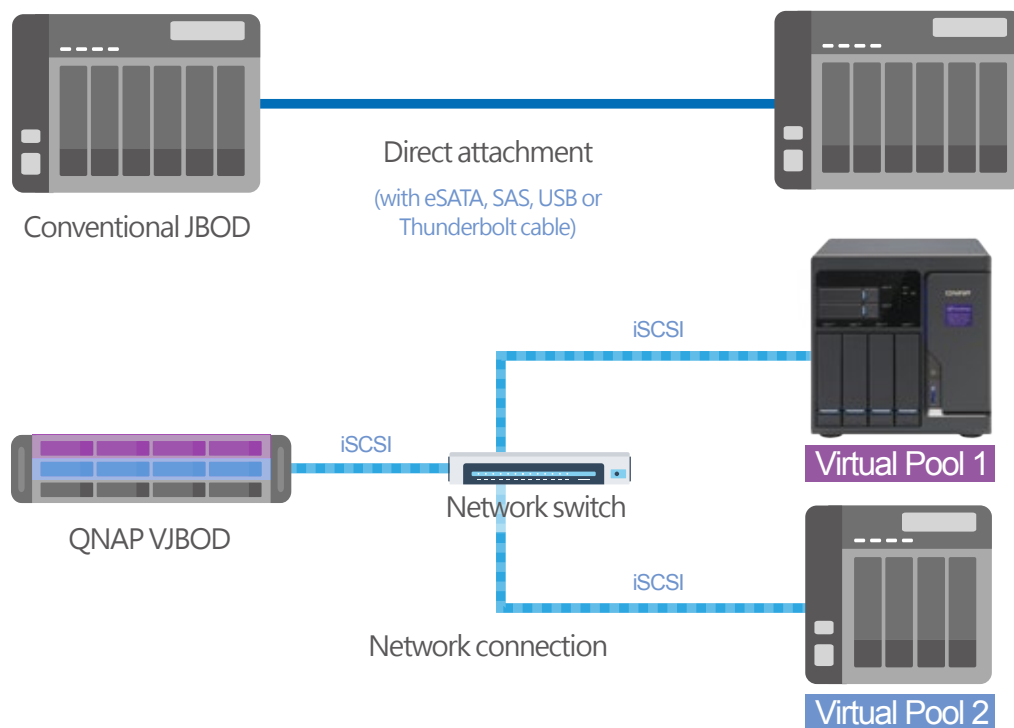 Direct attachment
(with eSATA, SAS, USB or
Thunderbolt cable)
Conventional JBOD
iSCSI
QNAP
iSCSI
Virtual Pool 1
Network switch
QNAP VJBOD
iSCSI
Network connection
Virtual Pool 2